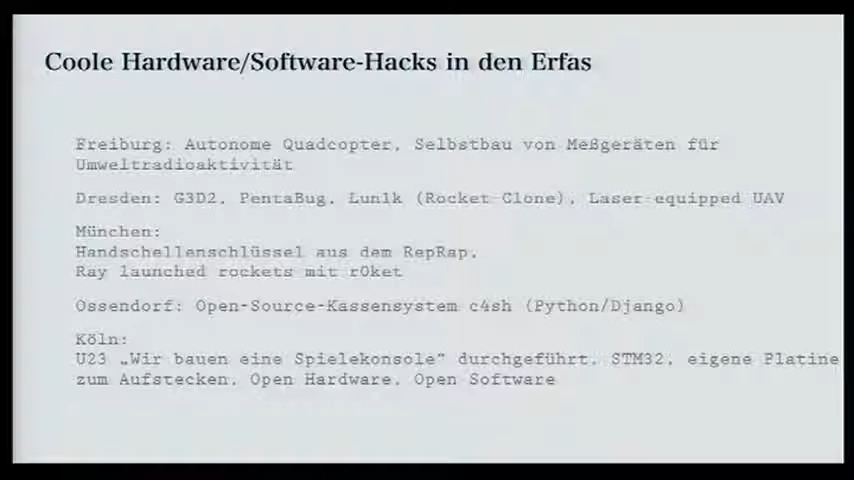 Coole Hardware/Software-Hacks in den Erfas
Freiburg: Autonome Quadcopter, Selbstbau von Meßgeräten für
Umweltradioaktivität
Dresden: G3D2, PentaBug, Lun1k (Rocket Clone), Laser equipped UAV
München:
Handschellenschlüssel aus dem RepRap,
Ray launched rockets mit r0ket
Ossendorf: Open-Source-Kassensystem c4sh (Python/Django)
Köln:
U23 „Wir bauen eine Spielekonsole“ durchgeführt, STM32, eigene Platine
zum Aufstecken, Open Hardware, Open Software